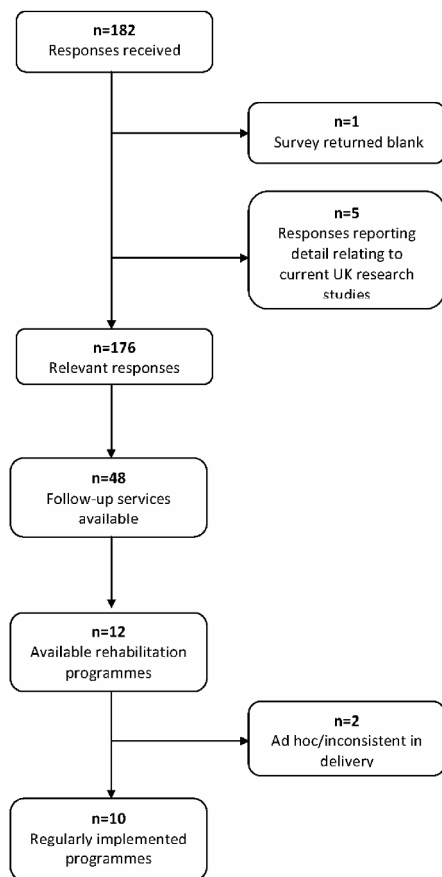 n=182
Responses received
n=1
Survey returned blank
n=5
Responses reporting
detail relating to
current UK research
studies
n=176
Relevant responses
n=48
Follow-up services
available
n=12
Available rehabilitation
programmes
n=2
Ad hoc/inconsistent in
delivery
n=10
Regularly implemented
programmes